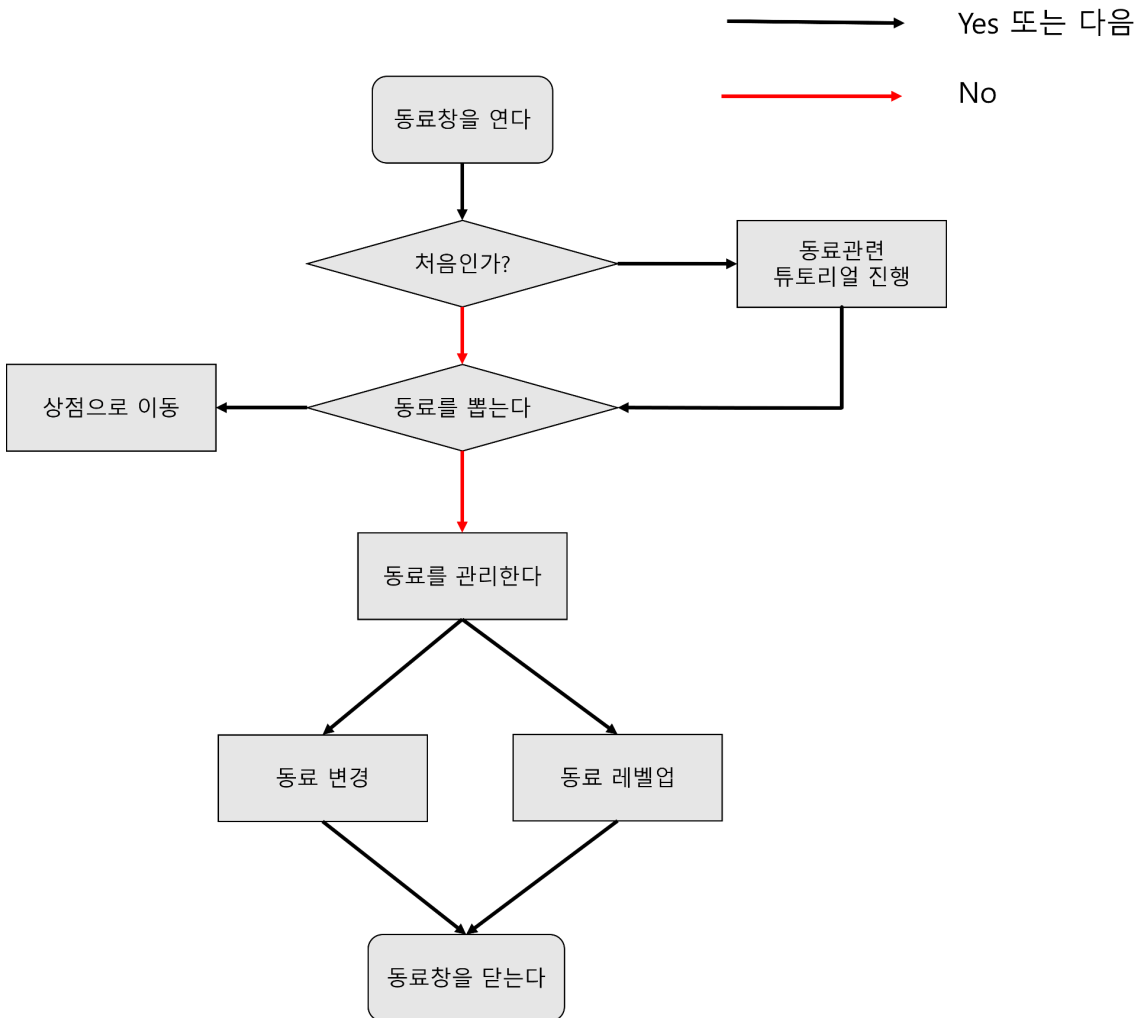 Yes 또는 다음
No
동료창을 연다
처음인가?
동료관련
튜토리얼 진행
상점으로 이동
동료를 뽑는다
동료를 관리한다
동료 변경
동료 레벨업
동료창을 닫는다